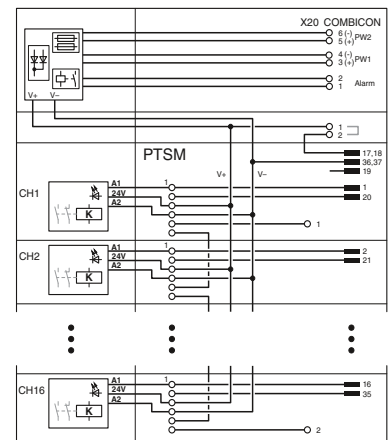 X20 COMBICON
6 (-)
5 (+)
PW2
4 (-)
3 (+)
PW1
2
1
Alarm
V+ V–
1
2
17,18
36,37
19
PTSM
V+ V–
CH1
A1
24V
A2
K
1
1
20
1
CH2
A1
24V
A2
K
1
2
21
CH16
A1
24V
A2
K
1
16
35
2